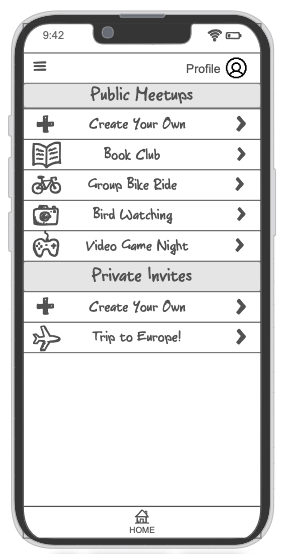 9:42
Profile
Public Meetups
Create Your Own
Book Club
Group Bike Ride
Bird Watching
Video Game Night
Private Invites
Create Your Own
Trip to Europe!
HOME